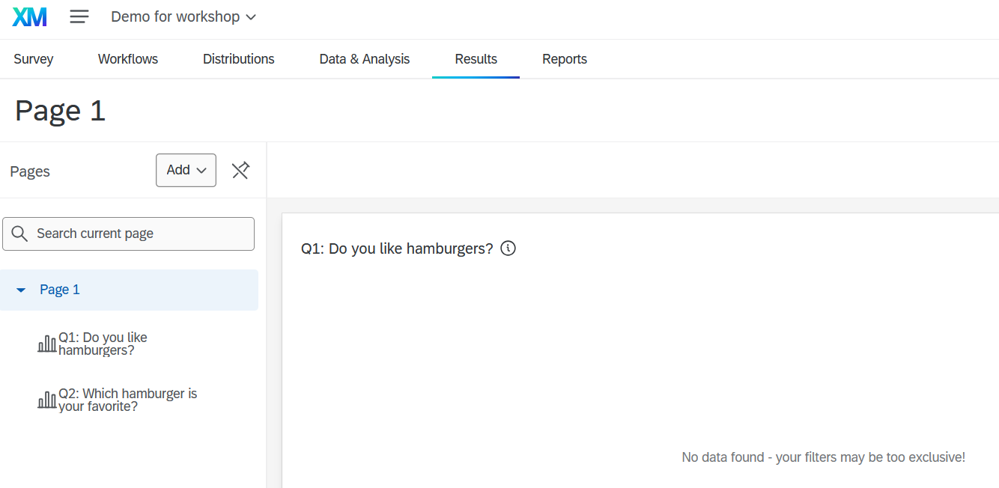 XM
Demo for workshop
Survey Workflows Distributions Data & Analysis Results Reports
Page 1
Pages
Add
Search current page
Page 1
Q1: Do you like
hamburgers?
Q2: Which hamburger is
your favorite?
Q1: Do you like hamburgers?
No data found - your filters may be too exclusive!